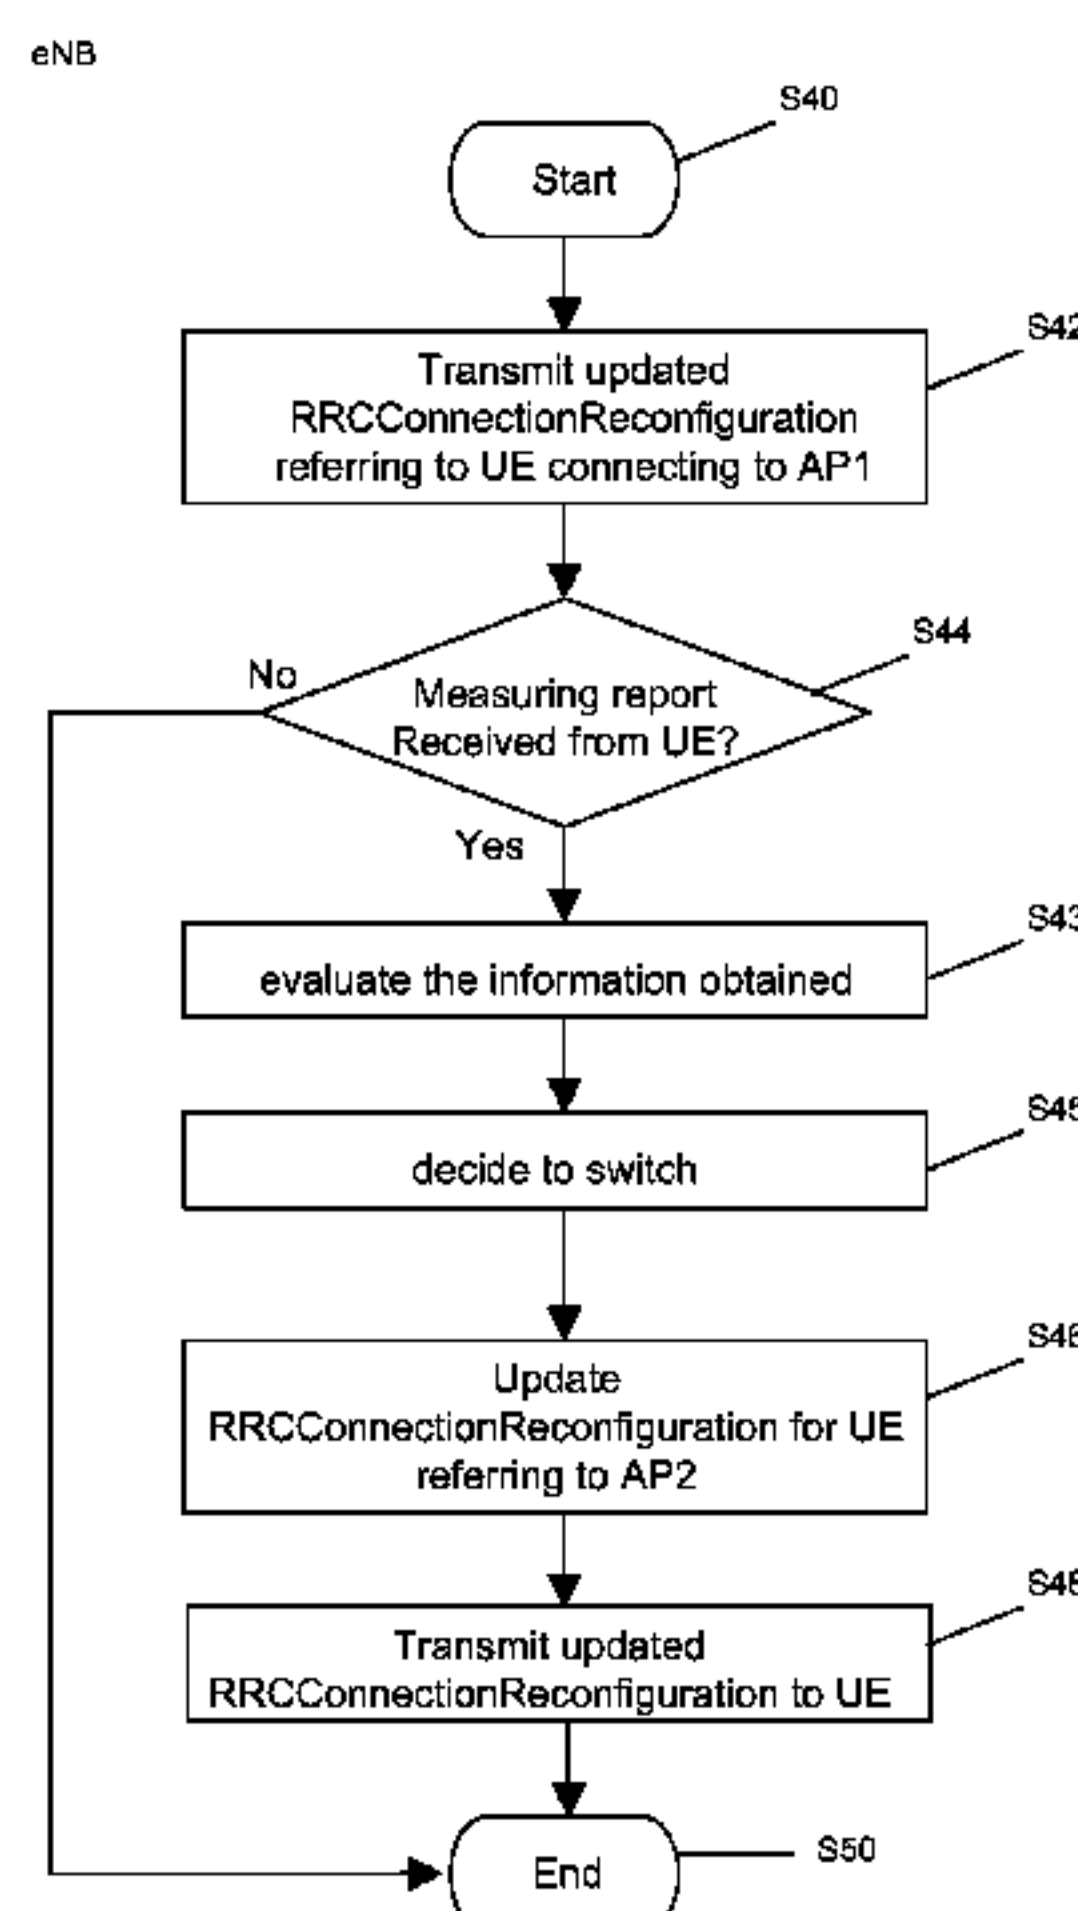 eNB
S40
Start
S42
Transmit updated
RRCConnectionReconfiguration
referring to UE connecting to AP1
S44
No
Measuring report
Received from UE?
Yes
S43
evaluate the information obtained
decide to switch
Update
RRCConnectionReconfiguration for UE
referring to AP2
Transmit updated
RRCConnectionReconfiguration to UE
S50
End